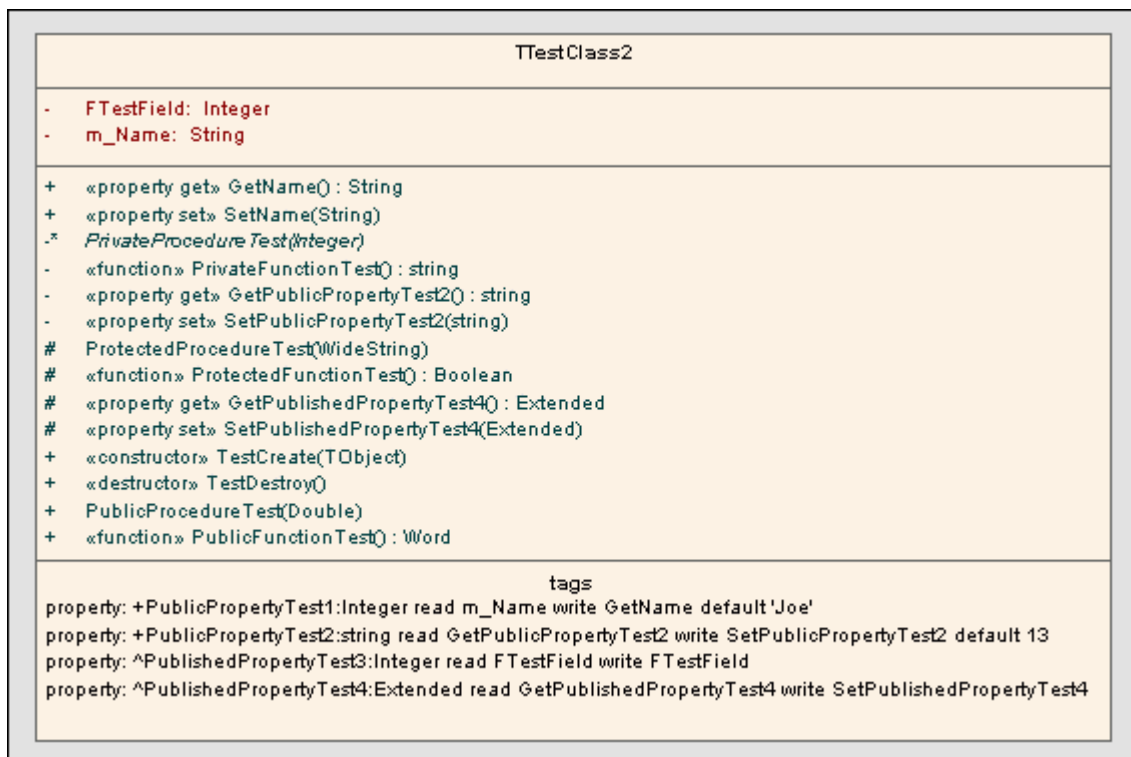 TTestClass2
- FTestField: Integer
- m_Name: String
+ «property get» GetName() : String
+ «property set» SetName(String)
-* PrivateProcedureTest(Integer)
- «function» PrivateFunctionTest() : string
- «property get» GetPublicPropertyTest2() : string
- «property set» SetPublicPropertyTest2(string)
# ProtectedProcedureTest(WideString)
# «function» ProtectedFunctionTest() : Boolean
# «property get» GetPublishedPropertyTest4() : Extended
# «property set» SetPublishedPropertyTest4(Extended)
+ «constructor» TestCreate(TObject)
+ «destructor» TestDestroy()
+ PublicProcedureTest(Double)
+ «function» PublicFunctionTest() : Word
tags
property: +PublicPropertyTest1:Integer read m_Name write GetName default 'Joe'
property: +PublicPropertyTest2:string read GetPublicPropertyTest2 write SetPublicPropertyTest2 default 13
property: ^PublishedPropertyTest3:Integer read FTestField write FTestField
property: ^PublishedPropertyTest4:Extended read GetPublishedPropertyTest4 write SetPublishedPropertyTest4